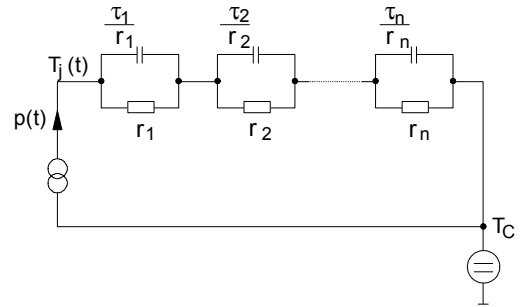 τ1 τ2 τn
r1 r2 rn
Tj(t)
p(t)
r1 r2 rn
TC